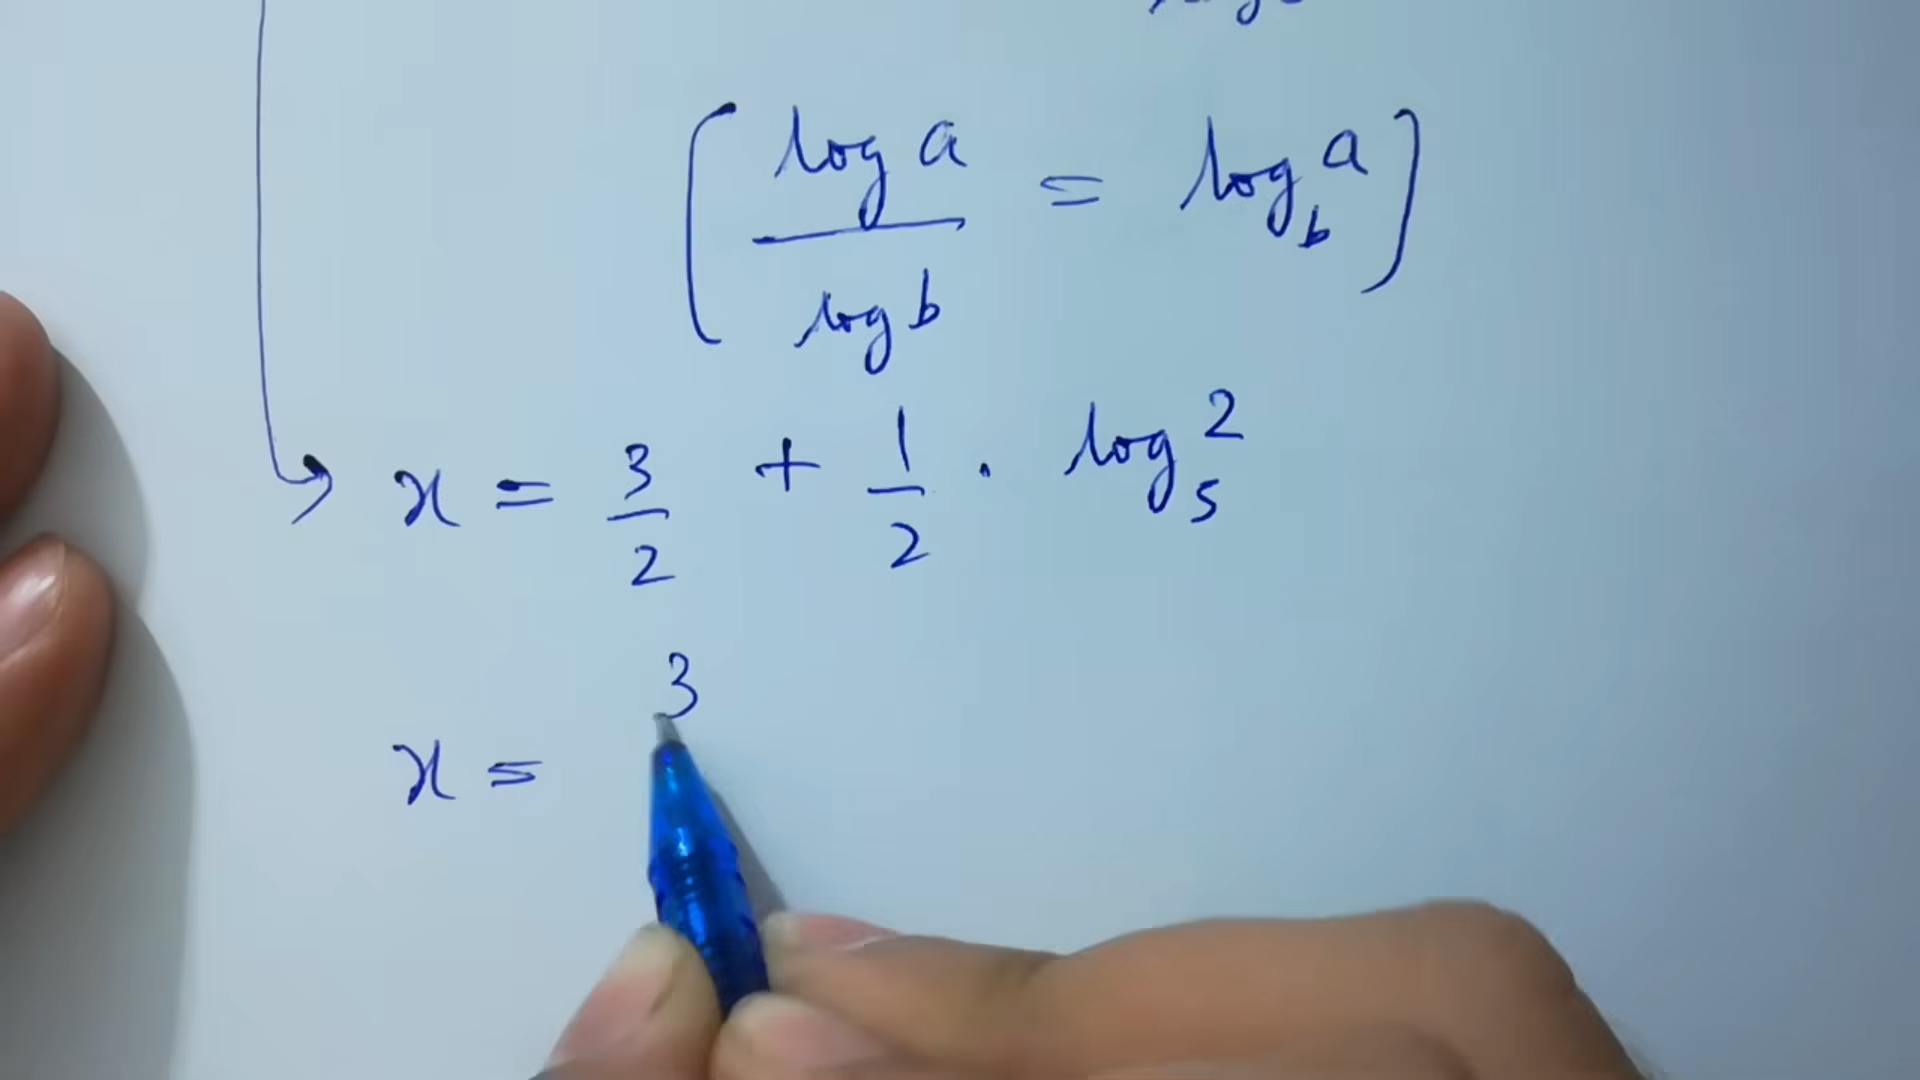 ( log a / log b = log_b a )
x = 3/2 + 1/2 . log_5 2
x = 3